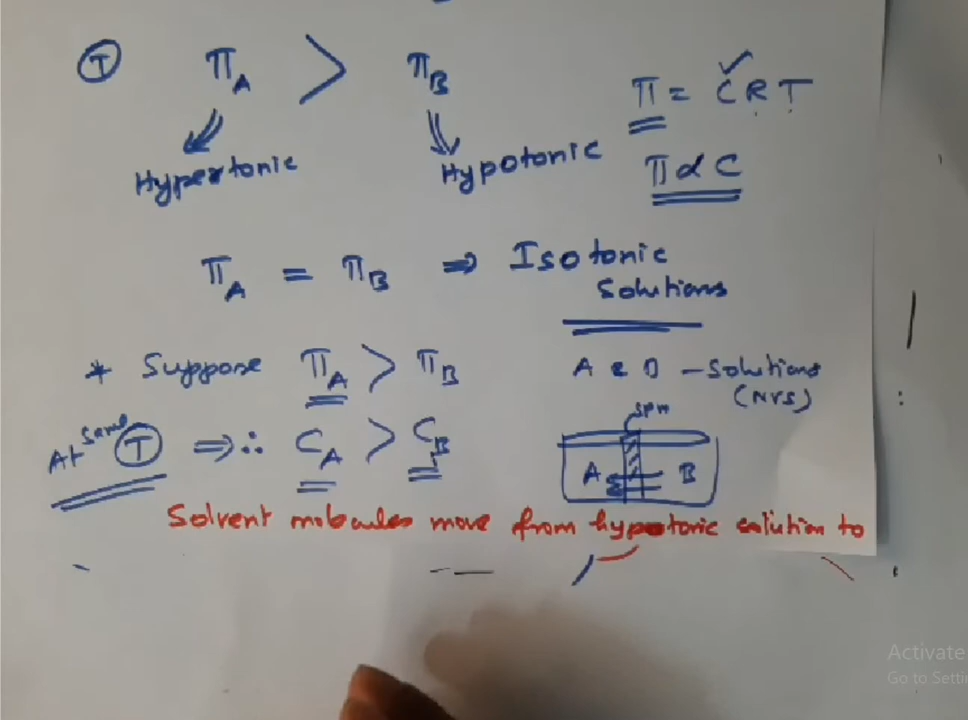 T π_A > π_B
π = CRT
Hypertonic Hypotonic
π α C
π_A = π_B ⇒ Isotonic
Solutions
* Suppose π_A > π_B
A & B - Solutions
(NVS)
At same T ⇒ ∴ C_A > C_B
SPM
A B
Solvent molecules move from hypotonic solution to
Activate
Go to Setti